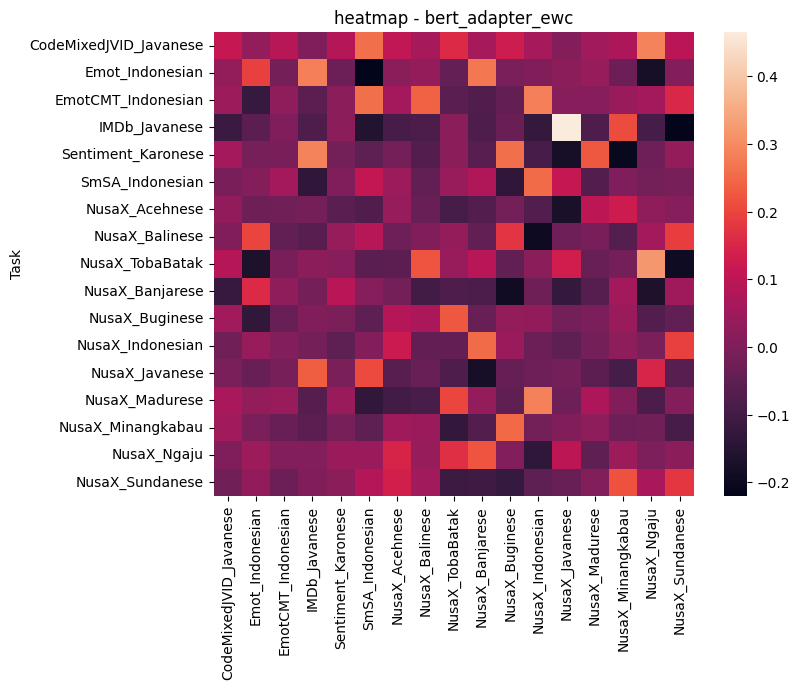 heatmap - bert_adapter_ewc
Task
CodeMixedJVID_Javanese
Emot_Indonesian
EmotCMT_Indonesian
IMDb_Javanese
Sentiment_Karonese
SmSA_Indonesian
NusaX_Acehnese
NusaX_Balinese
NusaX_TobaBatak
NusaX_Banjarese
NusaX_Buginese
NusaX_Indonesian
NusaX_Javanese
NusaX_Madurese
NusaX_Minangkabau
NusaX_Ngaju
NusaX_Sundanese
CodeMixedJVID_Javanese
Emot_Indonesian
EmotCMT_Indonesian
IMDb_Javanese
Sentiment_Karonese
SmSA_Indonesian
NusaX_Acehnese
NusaX_Balinese
NusaX_TobaBatak
NusaX_Banjarese
NusaX_Buginese
NusaX_Indonesian
NusaX_Javanese
NusaX_Madurese
NusaX_Minangkabau
NusaX_Ngaju
NusaX_Sundanese
0.4
0.3
0.2
0.1
0.0
−0.1
−0.2